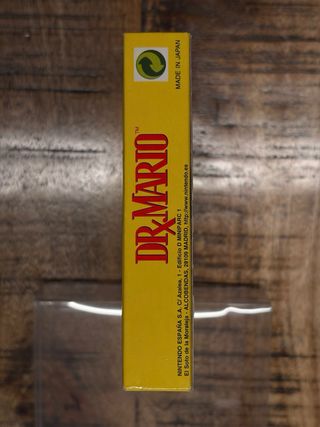 DR. MARIO™
MADE IN JAPAN
NINTENDO ESPAÑA S.A. C/ Azalea, 1 - Edificio D MINIPARC 1
El Soto de la Moraleja - ALCOBENDAS, 28109 MADRID, http://www.nintendo.es